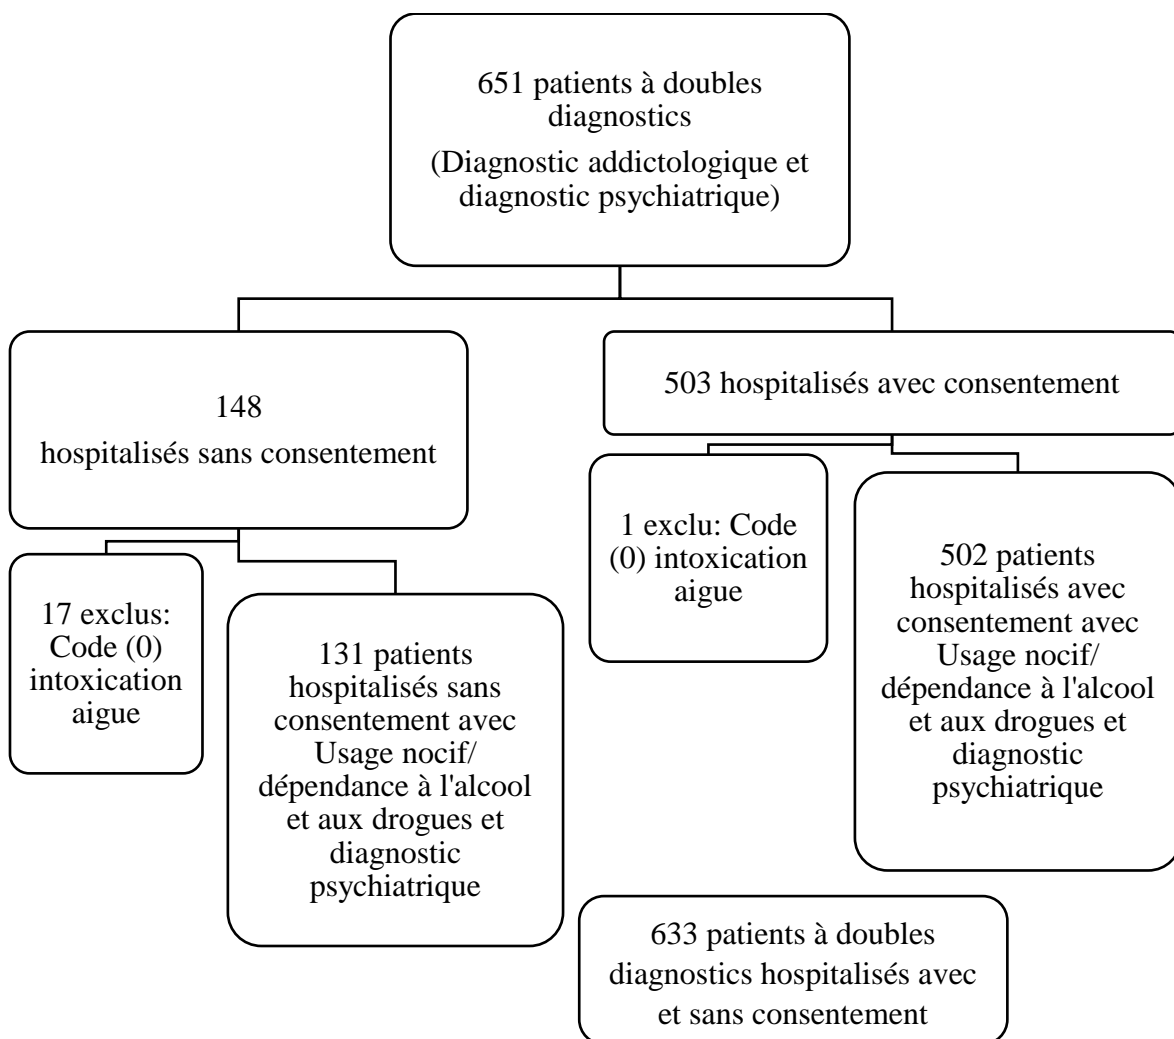 651 patients à doubles
diagnostics
(Diagnostic addictologique et
diagnostic psychiatrique)
148
hospitalisés sans consentement
503 hospitalisés avec consentement
17 exclus: 
Code (0)
intoxication
aigue
131 patients
hospitalisés sans
consentement avec
Usage nocif/
dépendance à l'alcool
et aux drogues et
diagnostic
psychiatrique
1 exclu: Code
(0) intoxication
aigue
502 patients
hospitalisés avec
consentement avec
Usage nocif/
dépendance à l'alcool
et aux drogues et
diagnostic
psychiatrique
633 patients à doubles
diagnostics hospitalisés avec
et sans consentement